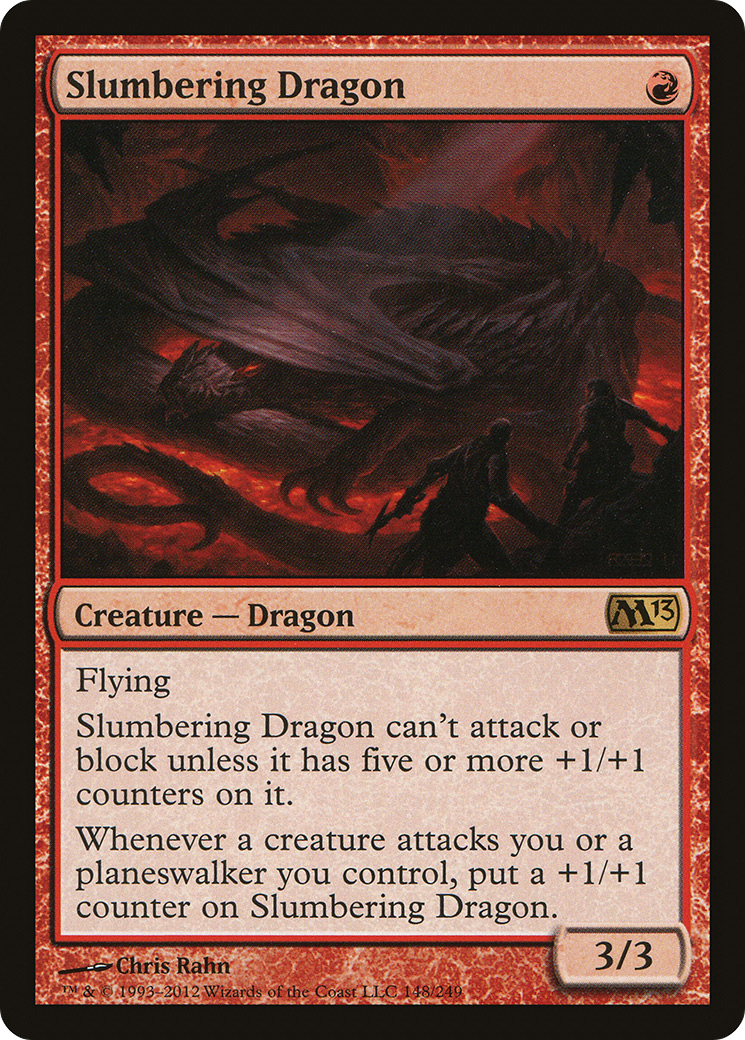 Slumbering Dragon
Creature — Dragon
M13
Flying
Slumbering Dragon can't attack or
block unless it has five or more +1/+1
counters on it.
Whenever a creature attacks you or a
planeswalker you control, put a +1/+1
counter on Slumbering Dragon.
3/3
Chris Rahn
™ & © 1993–2012 Wizards of the Coast LLC 148/249